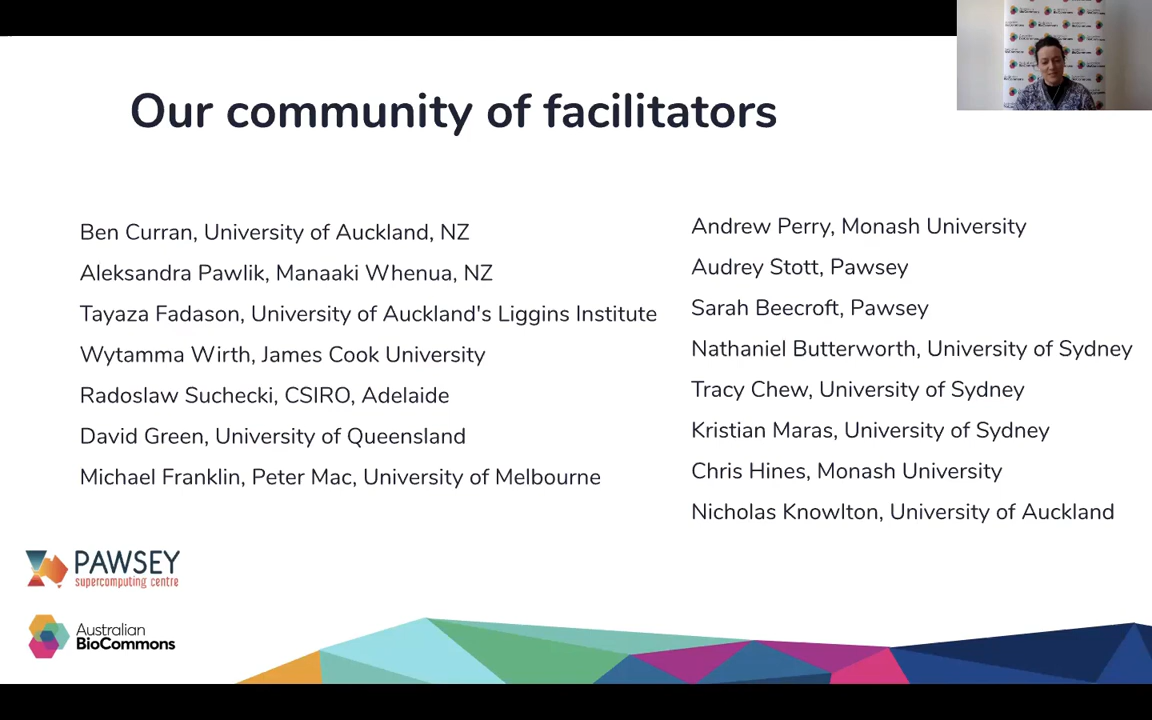 Our community of facilitators
Ben Curran, University of Auckland, NZ
Aleksandra Pawlik, Manaaki Whenua, NZ
Tayaza Fadason, University of Auckland's Liggins Institute
Wytamma Wirth, James Cook University
Radoslaw Suchecki, CSIRO, Adelaide
David Green, University of Queensland
Michael Franklin, Peter Mac, University of Melbourne
Andrew Perry, Monash University
Audrey Stott, Pawsey
Sarah Beecroft, Pawsey
Nathaniel Butterworth, University of Sydney
Tracy Chew, University of Sydney
Kristian Maras, University of Sydney
Chris Hines, Monash University
Nicholas Knowlton, University of Auckland
PAWSEY
supercomputing centre
Australian
BioCommons